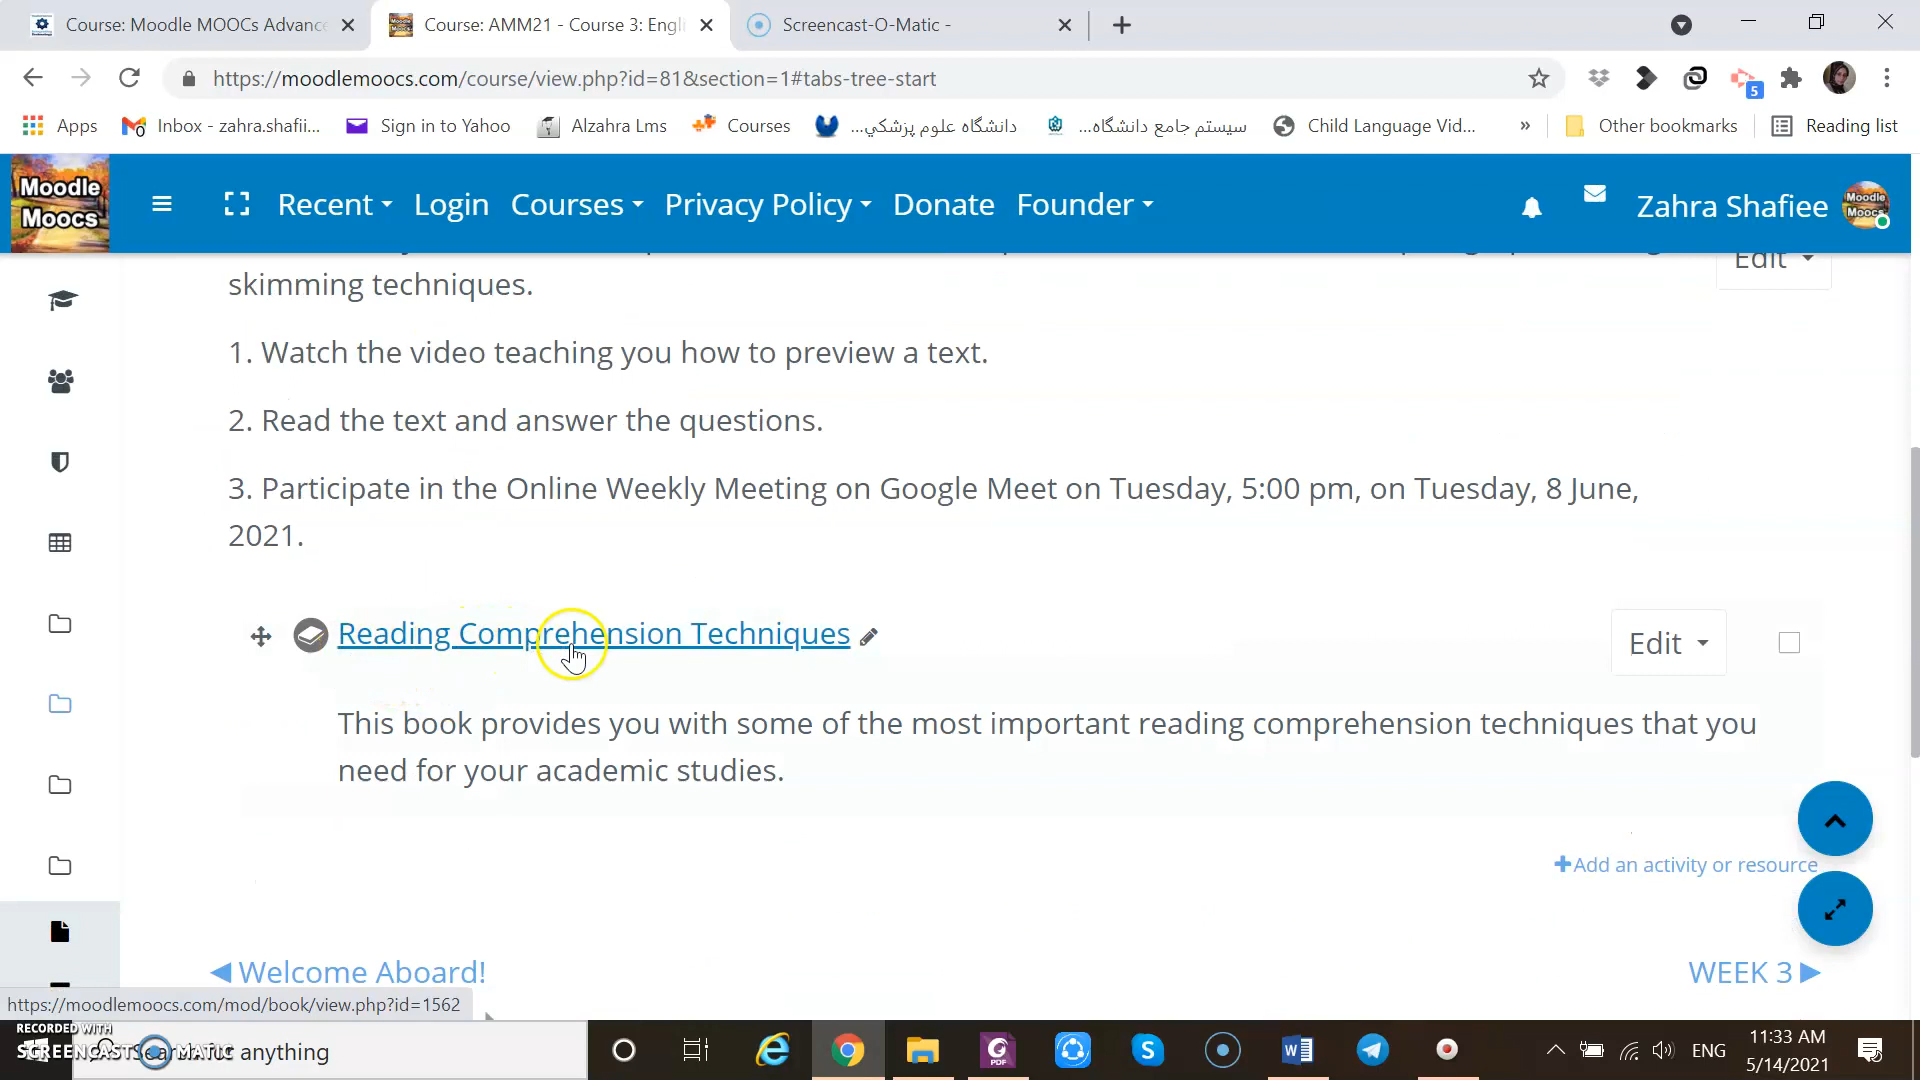 Course: Moodle MOOCs Advance
Course: AMM21 - Course 3: Engl
Screencast-O-Matic -
https://moodlemoocs.com/course/view.php?id=81&section=1#tabs-tree-start
5
Apps
Inbox - zahra.shafii...
Sign in to Yahoo
Alzahra Lms
Courses
دانشگاه علوم پزشکي...
سیستم جامع دانشگاه...
Child Language Vid...
»
Other bookmarks
Reading list
Moodle
Moocs
Recent
Login
Courses
Privacy Policy
Donate
Founder
Zahra Shafiee
Edit
skimming techniques.
1. Watch the video teaching you how to preview a text.
2. Read the text and answer the questions.
3. Participate in the Online Weekly Meeting on Google Meet on Tuesday, 5:00 pm, on Tuesday, 8 June,
2021.
Reading Comprehension Techniques
Edit
This book provides you with some of the most important reading comprehension techniques that you
need for your academic studies.
+Add an activity or resource
Welcome Aboard!
WEEK 3
https://moodlemoocs.com/mod/book/view.php?id=1562
RECORDED WITH
SCREENCAST-O-MATIC
anything
ENG
11:33 AM
5/14/2021